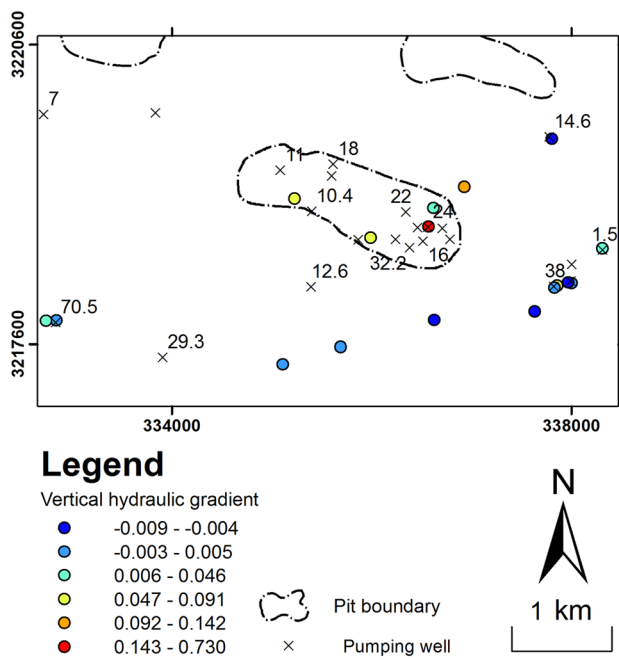 3220600
7
14.6
18
11
10.4
22
24
1.5
16
32.2
38
12.6
70.5
29.3
3217600
334000
338000
Legend
Vertical hydraulic gradient
-0.009 - -0.004
-0.003 - 0.005
0.006 - 0.046
0.047 - 0.091
0.092 - 0.142
0.143 - 0.730
Pit boundary
Pumping well
N
1 km